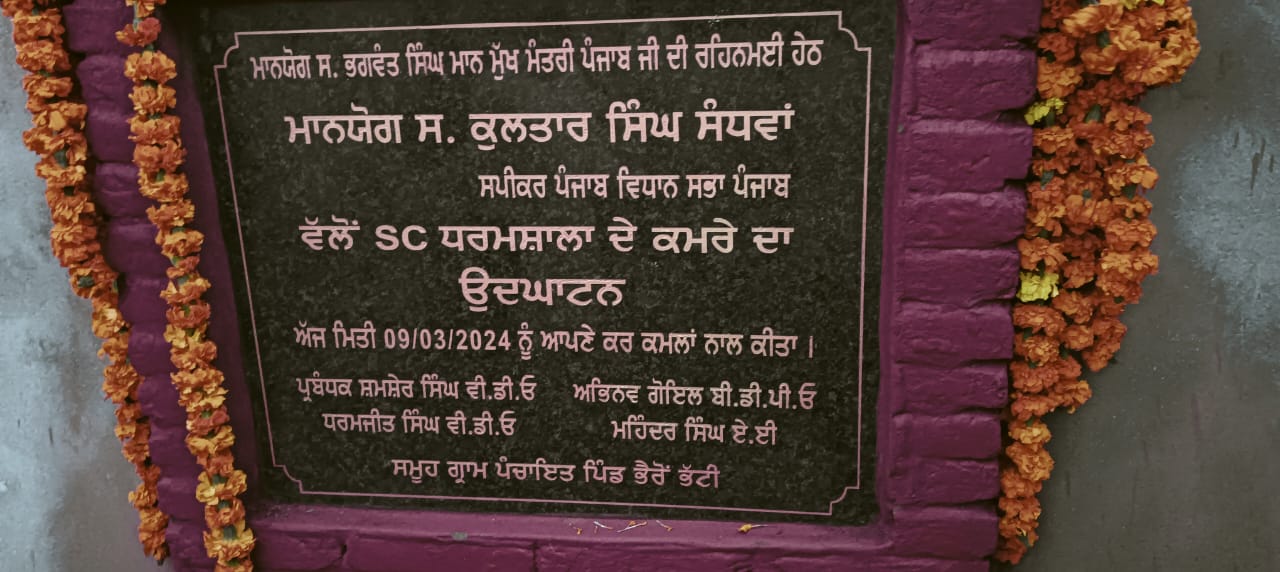 ਮਾਨਯੋਗ ਸ. ਭਗਵੰਤ ਸਿੰਘ ਮਾਨ ਮੁੱਖ ਮੰਤਰੀ ਪੰਜਾਬ ਜੀ ਦੀ ਰਹਿਨਮਈ ਹੇਠ
ਮਾਨਯੋਗ ਸ. ਕੁਲਤਾਰ ਸਿੰਘ ਸੰਧਵਾਂ
ਸਪੀਕਰ ਪੰਜਾਬ ਵਿਧਾਨ ਸਭਾ ਪੰਜਾਬ
ਵੱਲੋਂ SC ਧਰਮਸ਼ਾਲਾ ਦੇ ਕਮਰੇ ਦਾ
ਉਦਘਾਟਨ
ਅੱਜ ਮਿਤੀ 09/03/2024 ਨੂੰ ਆਪਣੇ ਕਰ ਕਮਲਾਂ ਨਾਲ ਕੀਤਾ ।
ਪ੍ਰਬੰਧਕ ਸ਼ਮਸ਼ੇਰ ਸਿੰਘ ਵੀ.ਡੀ.ਓ ਅਭਿਨਵ ਗੋਇਲ ਬੀ.ਡੀ.ਪੀ.ਓ
ਧਰਮਜੀਤ ਸਿੰਘ ਵੀ.ਡੀ.ਓ ਮਹਿੰਦਰ ਸਿੰਘ ਏ.ਈ
ਸਮੂਹ ਗ੍ਰਾਮ ਪੰਚਾਇਤ ਪਿੰਡ ਭੈਰੋਂ ਭੱਟੀ